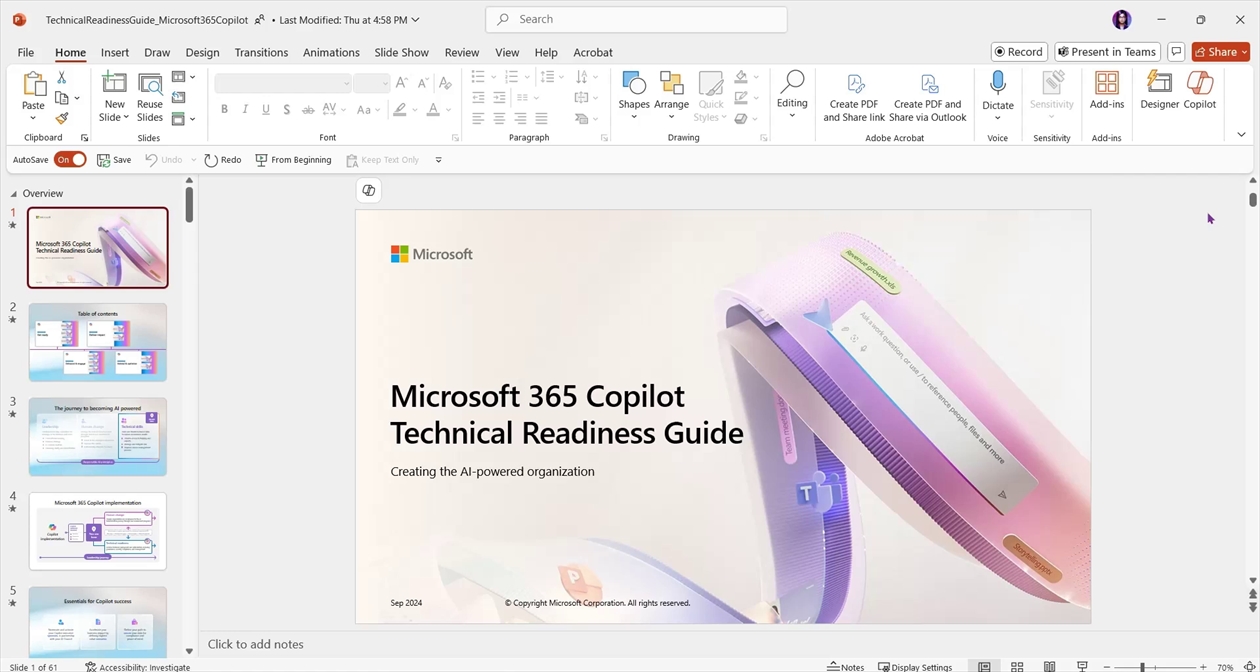 TechnicalReadinessGuide_Microsoft365Copilot • Last Modified: Thu at 4:58 PM
Search
File Home Insert Draw Design Transitions Animations Slide Show Review View Help Acrobat
Record Present in Teams Share
Paste
New Slide
Reuse Slides
Shapes Arrange Quick Styles
Editing
Create PDF and Share link
Create PDF and Share via Outlook
Dictate
Sensitivity
Add-ins
Designer Copilot
Clipboard Slides Font Paragraph Drawing Adobe Acrobat Voice Sensitivity Add-ins
AutoSave On Save Undo Redo From Beginning Keep Text Only
Overview
1
Microsoft
Microsoft 365 Copilot
Technical Readiness Guide
2
Table of contents
3
The journey to becoming AI powered
4
Microsoft 365 Copilot implementation
Copilot implementation
5
Essentials for Copilot success
Microsoft
Revenue growth.xls
Ask a work question, or use / to reference people, files and more
Microsoft 365 Copilot
Technical Readiness Guide
Creating the AI-powered organization
Storytelling.pptx
Sep 2024
© Copyright Microsoft Corporation. All rights reserved.
Click to add notes
Slide 1 of 61 Accessibility: Investigate Notes Display Settings 70%